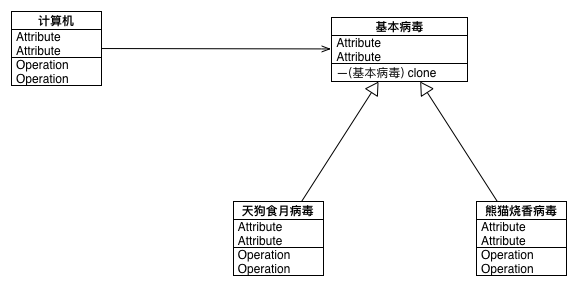 计算机
Attribute
Attribute
Operation
Operation
基本病毒
Attribute
Attribute
—(基本病毒) clone
天狗食月病毒
Attribute
Attribute
Operation
Operation
熊猫烧香病毒
Attribute
Attribute
Operation
Operation